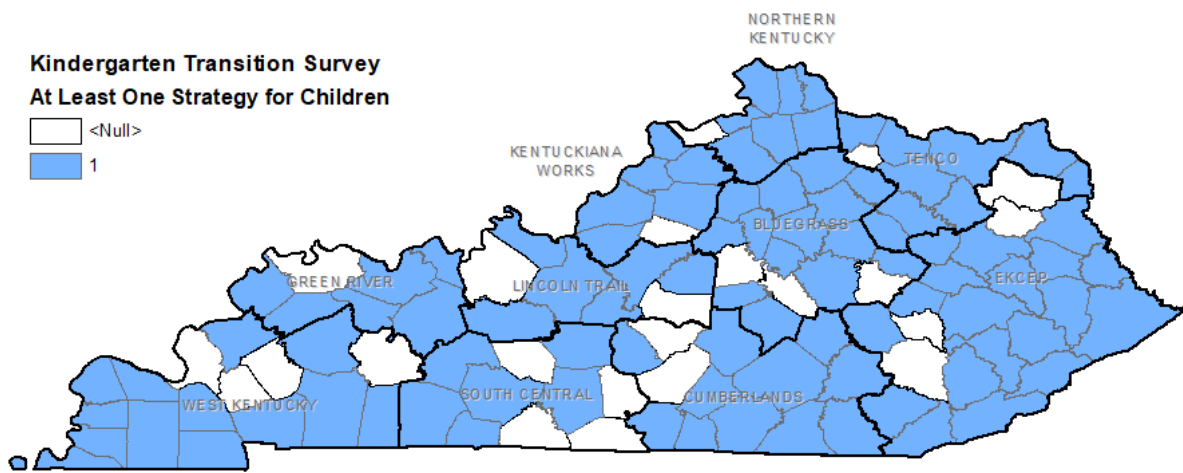 NORTHERN
KENTUCKY
Kindergarten Transition Survey
At Least One Strategy for Children
<Null>
1
KENTUCKIANA
WORKS
TENCO
BLUEGRASS
GREEN RIVER
LINCOLN TRAIL
EKCEP
WEST KENTUCKY
SOUTH CENTRAL
CUMBERLANDS